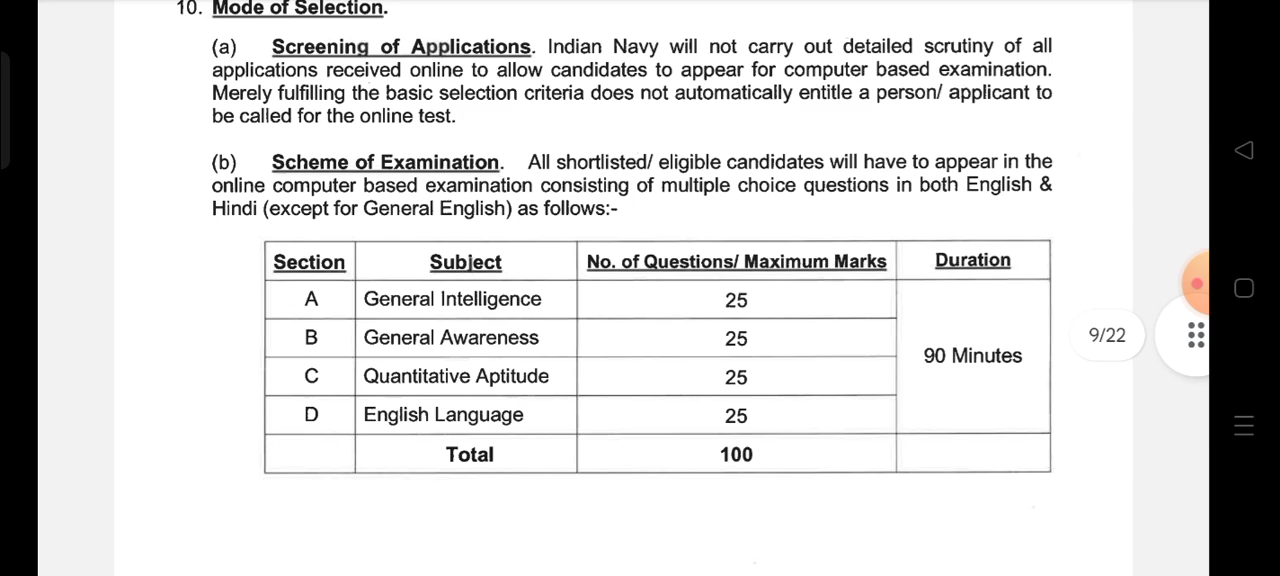 10. Mode of Selection.
(a) Screening of Applications. Indian Navy will not carry out detailed scrutiny of all
applications received online to allow candidates to appear for computer based examination.
Merely fulfilling the basic selection criteria does not automatically entitle a person/ applicant to
be called for the online test.
(b) Scheme of Examination. All shortlisted/ eligible candidates will have to appear in the
online computer based examination consisting of multiple choice questions in both English &
Hindi (except for General English) as follows:-
Section Subject No. of Questions/ Maximum Marks Duration
A General Intelligence 25
B General Awareness 25
90 Minutes
C Quantitative Aptitude 25
D English Language 25
Total 100
9/22